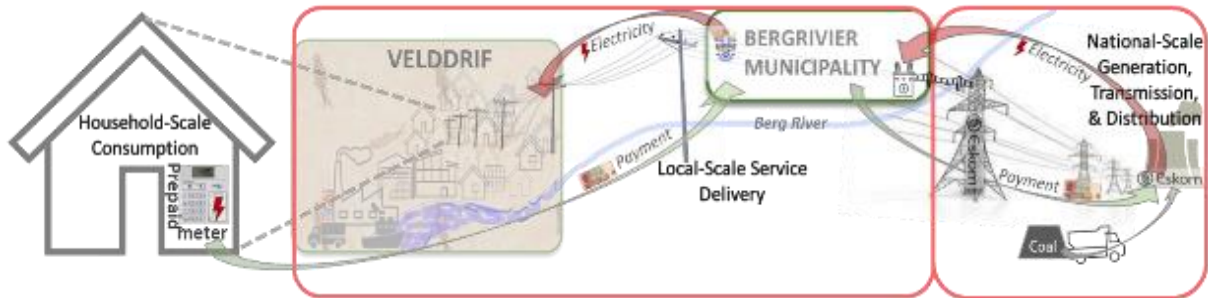 Household-Scale
Consumption
Prepaid
meter
VELDDRIF
Electricity
Payment
Local-Scale Service
Delivery
BERGRIVIER
MUNICIPALITY
Berg River
Electricity
National-Scale
Generation,
Transmission,
& Distribution
Eskom
Payment
Eskom
Coal